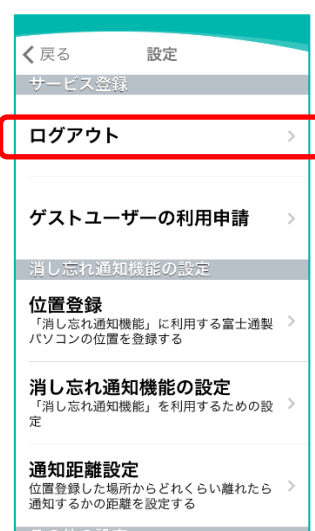 戻る 設定
サービス登録
ログアウト
ゲストユーザーの利用申請
消し忘れ通知機能の設定
位置登録
「消し忘れ通知機能」に利用する富士通製
パソコンの位置を登録する
消し忘れ通知機能の設定
「消し忘れ通知機能」を利用するための設
定
通知距離設定
位置登録した場所からどれくらい離れたら
通知するかの距離を設定する